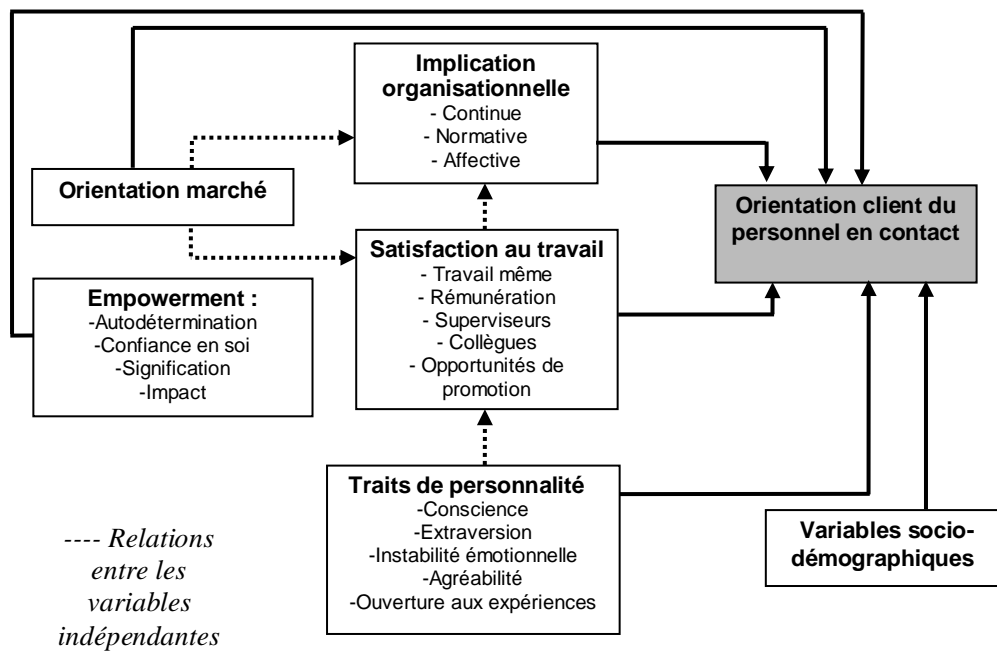 Implication
organisationnelle
- Continue
- Normative
- Affective
Orientation marché
Orientation client du
personnel en contact
Satisfaction au travail
- Travail même
- Rémunération
- Superviseurs
- Collègues
- Opportunités de
promotion
Empowerment :
-Autodétermination
-Confiance en soi
-Signification
-Impact
Traits de personnalité
-Conscience
-Extraversion
-Instabilité émotionnelle
-Agréabilité
-Ouverture aux expériences
Variables socio-
démographiques
---- Relations
entre les
variables
indépendantes